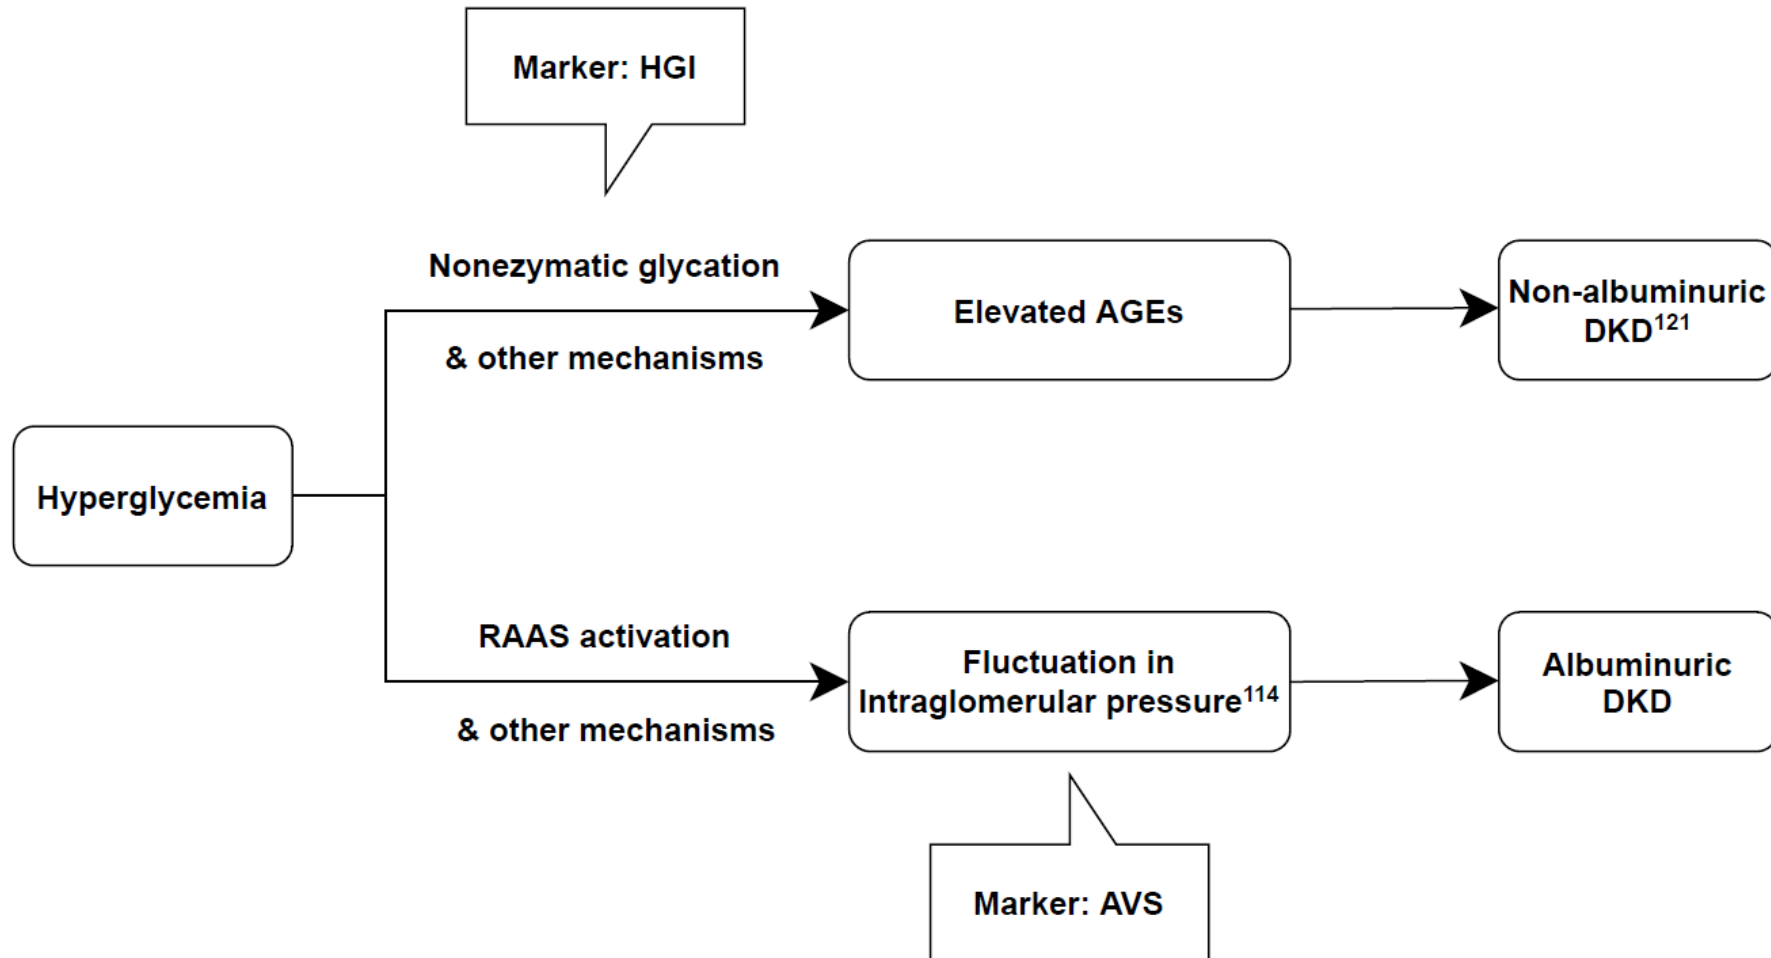 Marker: HGI
Nonezymatic glycation
& other mechanisms
Elevated AGEs
Non-albuminuric
DKD¹²¹
Hyperglycemia
RAAS activation
& other mechanisms
Fluctuation in
Intraglomerular pressure¹¹⁴
Albuminuric
DKD
Marker: AVS